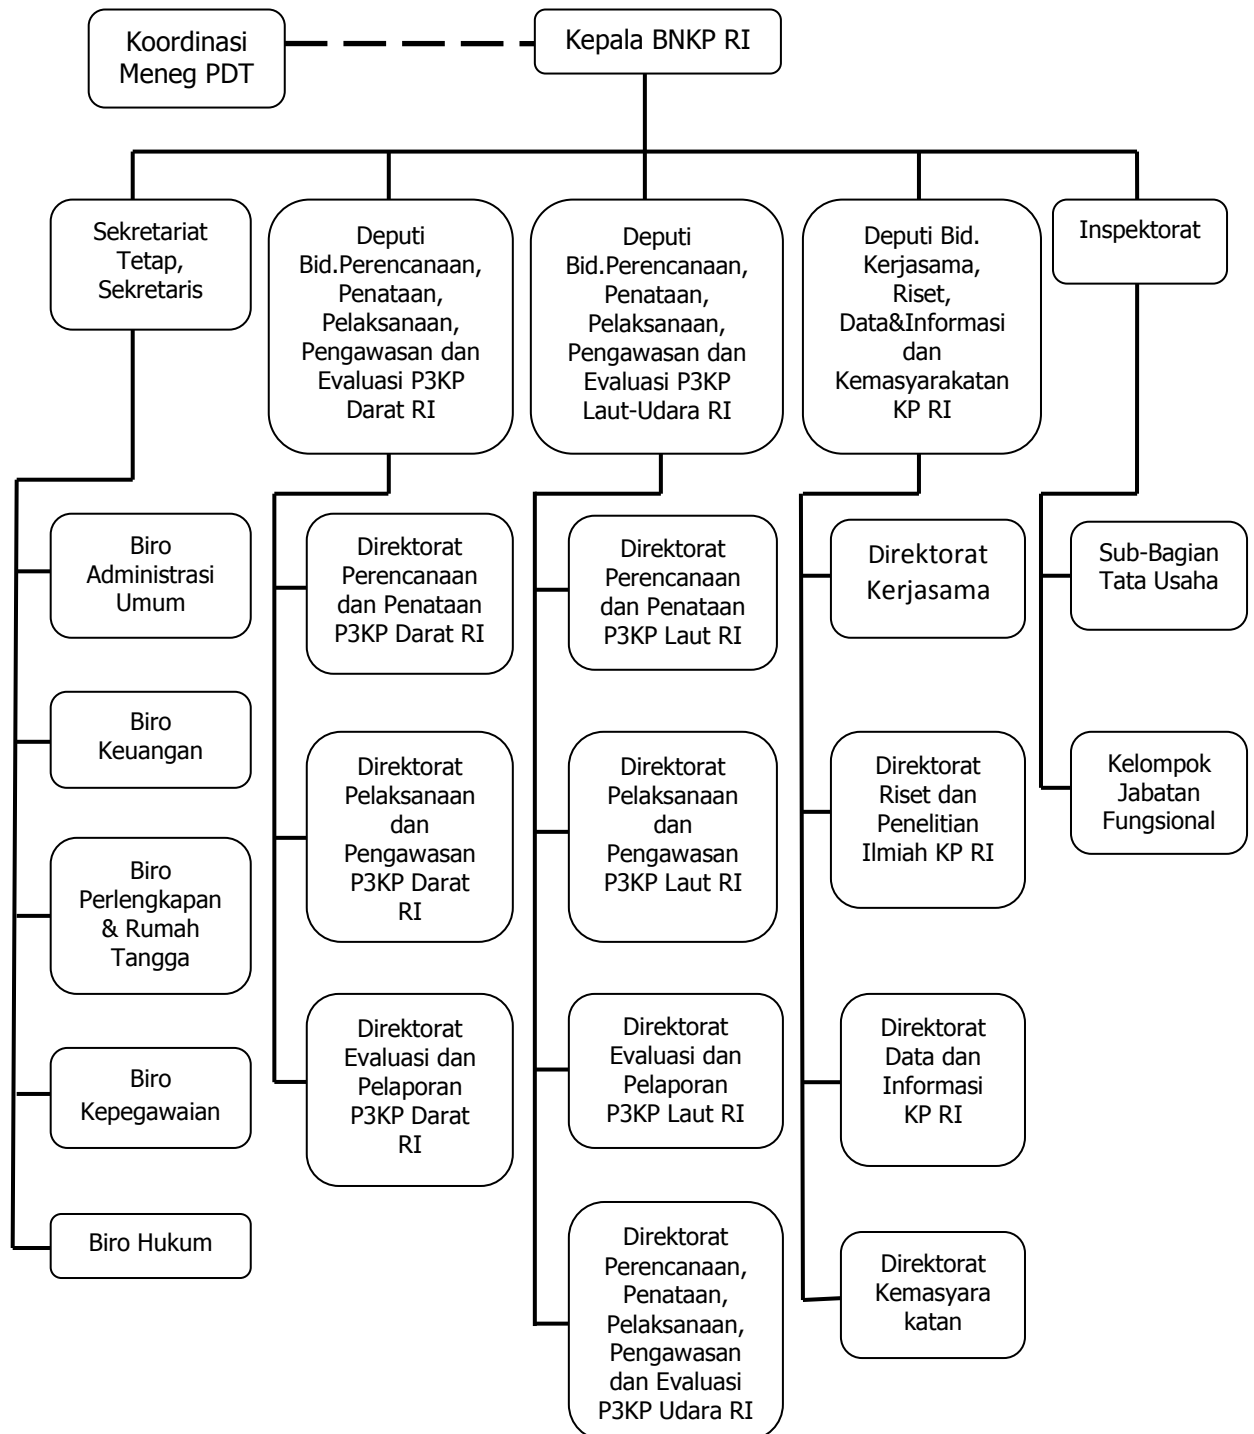 Koordinasi
Meneg PDT
Kepala BNKP RI
Sekretariat
Tetap,
Sekretaris
Deputi
Bid.Perencanaan,
Penataan,
Pelaksanaan,
Pengawasan dan
Evaluasi P3KP
Darat RI
Deputi
Bid.Perencanaan,
Penataan,
Pelaksanaan,
Pengawasan dan
Evaluasi P3KP
Laut-Udara RI
Deputi Bid.
Kerjasama,
Riset,
Data&Informasi
dan
Kemasyarakatan
KP RI
Inspektorat
Biro
Administrasi
Umum
Biro
Keuangan
Biro
Perlengkapan
& Rumah
Tangga
Biro
Kepegawaian
Biro Hukum
Direktorat
Perencanaan
dan Penataan
P3KP Darat RI
Direktorat
Pelaksanaan
dan
Pengawasan
P3KP Darat
RI
Direktorat
Evaluasi dan
Pelaporan
P3KP Darat
RI
Direktorat
Perencanaan
dan Penataan
P3KP Laut RI
Direktorat
Pelaksanaan
dan
Pengawasan
P3KP Laut RI
Direktorat
Evaluasi dan
Pelaporan
P3KP Laut RI
Direktorat
Perencanaan,
Penataan,
Pelaksanaan,
Pengawasan
dan Evaluasi
P3KP Udara RI
Direktorat
Kerjasama
Direktorat
Riset dan
Penelitian
Ilmiah KP RI
Direktorat
Data dan
Informasi
KP RI
Direktorat
Kemasyara
katan
Sub-Bagian
Tata Usaha
Kelompok
Jabatan
Fungsional